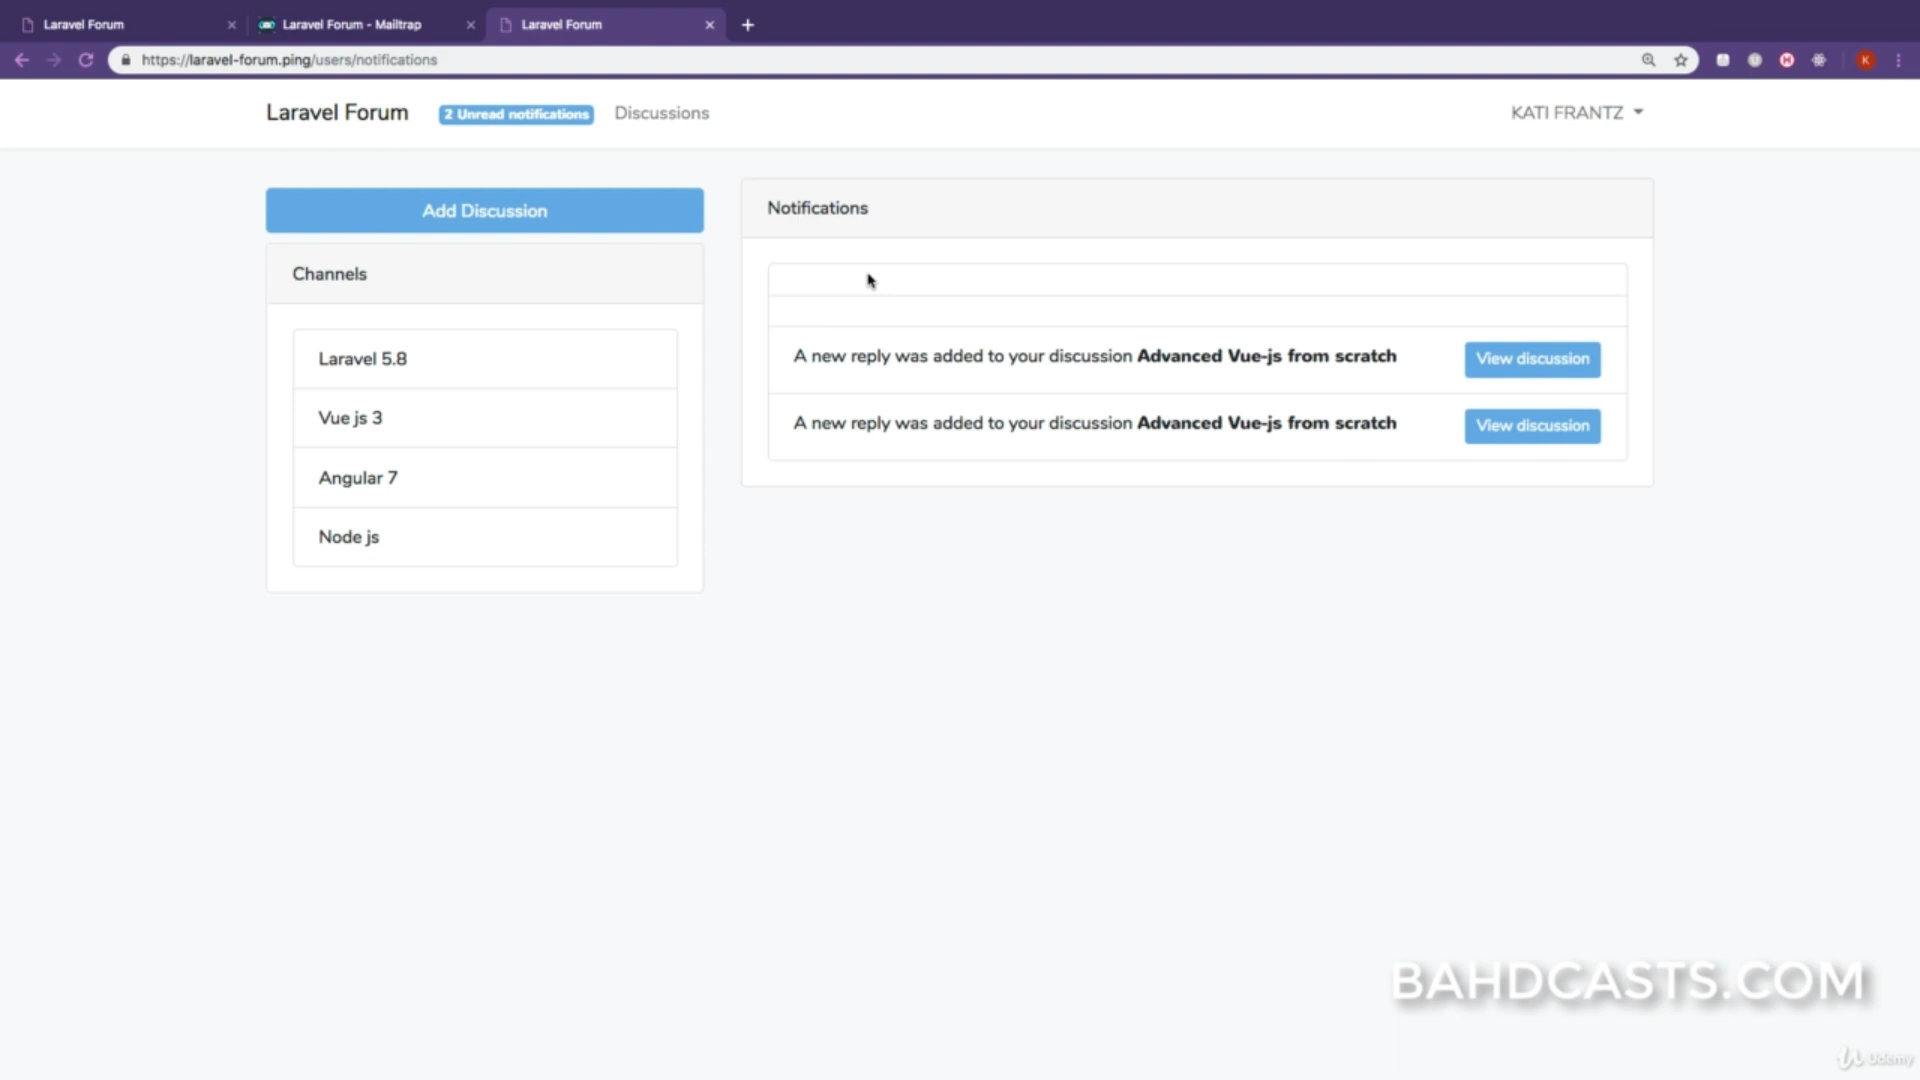 Laravel Forum
Laravel Forum - Mailtrap
Laravel Forum
https://laravel-forum.ping/users/notifications
K
Laravel Forum
2 Unread notifications
Discussions
KATI FRANTZ
Add Discussion
Channels
Laravel 5.8
Vue js 3
Angular 7
Node js
Notifications
A new reply was added to your discussion Advanced Vue-js from scratch
View discussion
A new reply was added to your discussion Advanced Vue-js from scratch
View discussion
BAHDCASTS.COM
Udemy